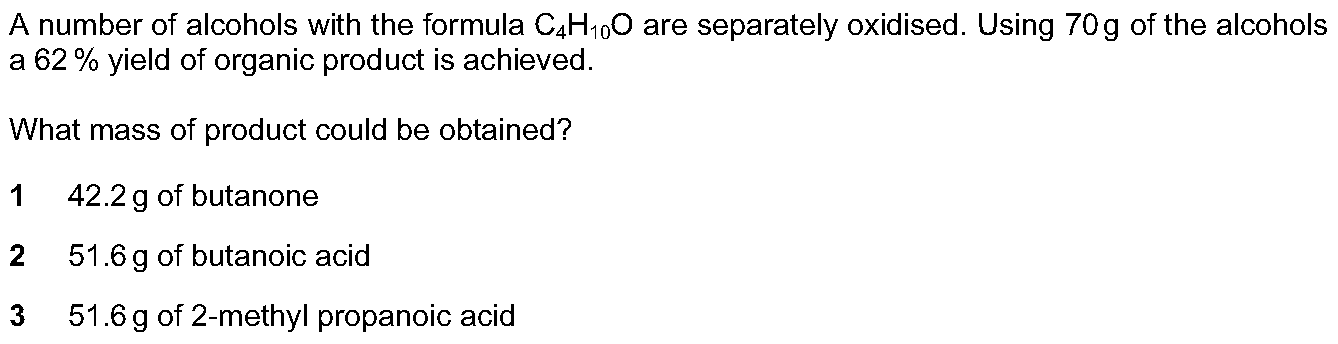 A number of alcohols with the formula C₄H₁₀O are separately oxidised. Using 70 g of the alcohols
a 62 % yield of organic product is achieved.
What mass of product could be obtained?
1 42.2 g of butanone
2 51.6 g of butanoic acid
3 51.6 g of 2-methyl propanoic acid